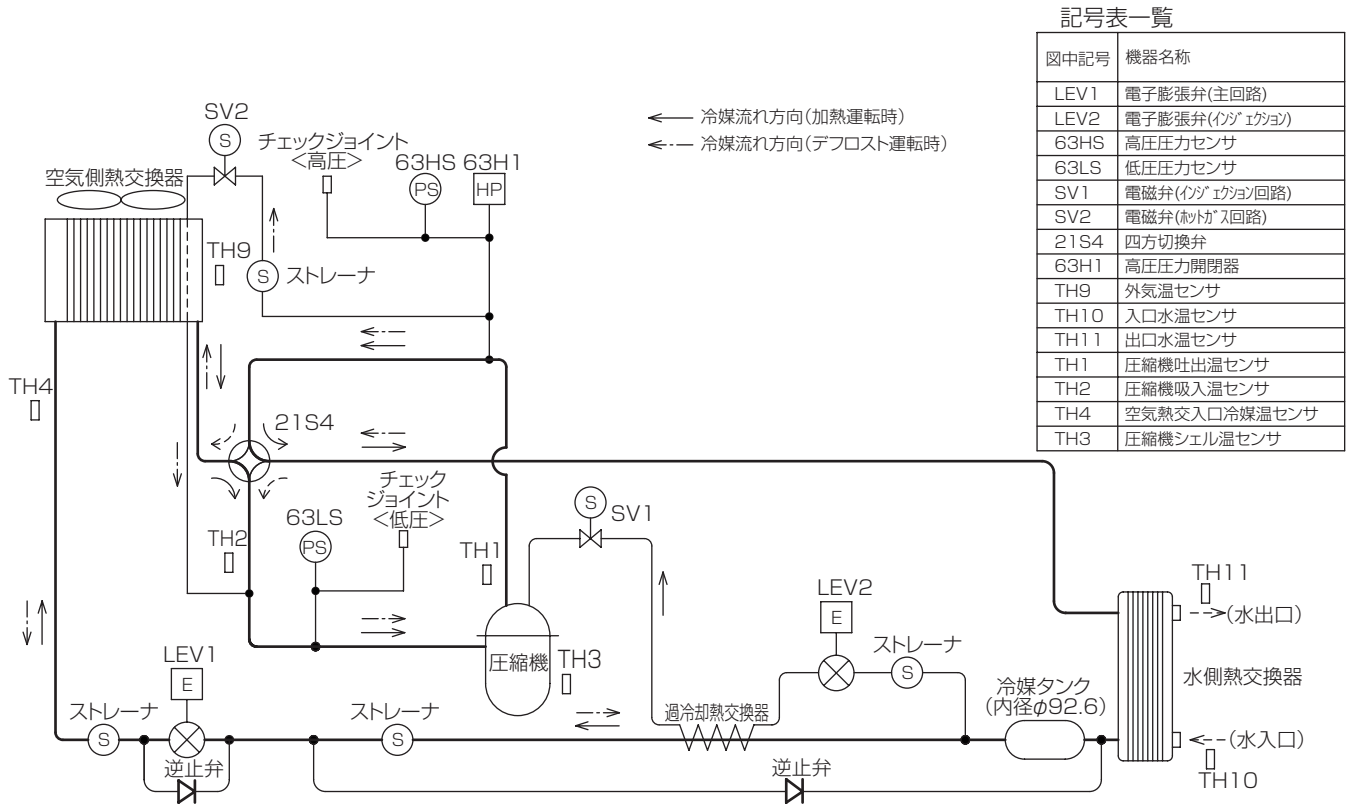 記号表一覧
図中記号 機器名称
LEV1 電子膨張弁(主回路)
LEV2 電子膨張弁(ｲﾝｼﾞｪｸｼｮﾝ)
63HS 高圧圧力センサ
63LS 低圧圧力センサ
SV1 電磁弁(ｲﾝｼﾞｪｸｼｮﾝ回路)
SV2 電磁弁(ﾎｯﾄｶﾞｽ回路)
21S4 四方切換弁
63H1 高圧圧力開閉器
TH9 外気温センサ
TH10 入口水温センサ
TH11 出口水温センサ
TH1 圧縮機吐出温センサ
TH2 圧縮機吸入温センサ
TH4 空気熱交入口冷媒温センサ
TH3 圧縮機シェル温センサ
冷媒流れ方向(加熱運転時)
冷媒流れ方向(デフロスト運転時)
SV2
S
チェックジョイント
<高圧>
63HS 63H1
PS
HP
空気側熱交換器
TH9
S
ストレーナ
TH4
21S4
チェック
ジョイント
<低圧>
63LS
PS
TH2
TH1
S
SV1
圧縮機
TH3
LEV2
E
ストレーナ
S
TH11
(水出口)
水側熱交換器
(水入口)
TH10
冷媒タンク
(内径φ92.6)
過冷却熱交換器
LEV1
E
ストレーナ
S
ストレーナ
S
逆止弁
逆止弁